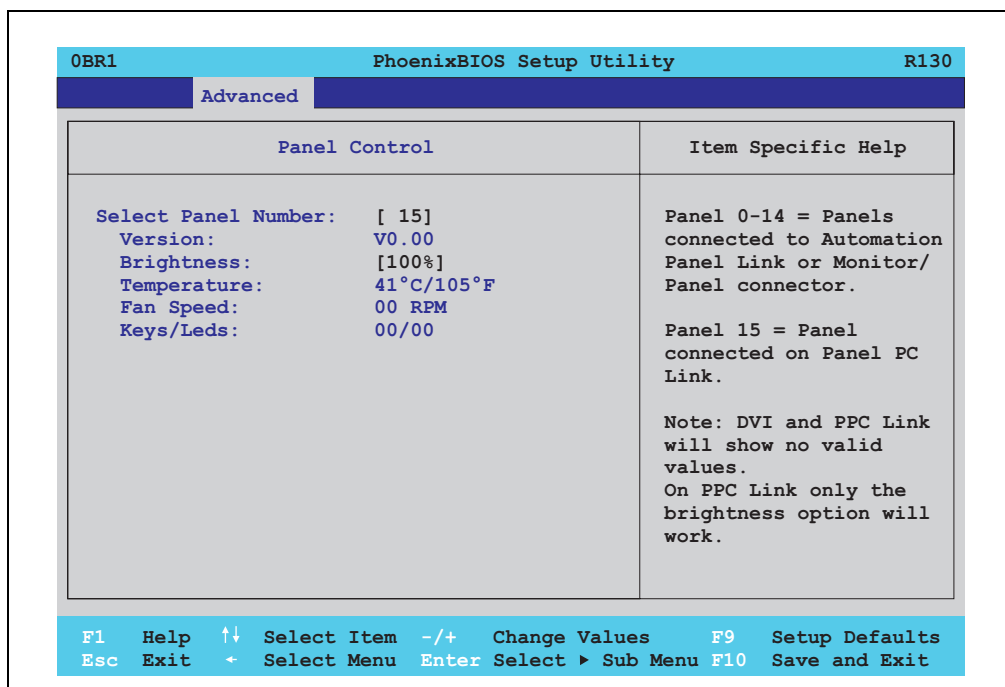 0BR1 PhoenixBIOS Setup Utility R130
Advanced
Panel Control
Select Panel Number: [ 15]
Version: V0.00
Brightness: [100%]
Temperature: 41°C/105°F
Fan Speed: 00 RPM
Keys/Leds: 00/00
Item Specific Help
Panel 0-14 = Panels
connected to Automation
Panel Link or Monitor/
Panel connector.
Panel 15 = Panel
connected on Panel PC
Link.
Note: DVI and PPC Link
will show no valid
values.
On PPC Link only the
brightness option will
work.
F1 Help ↑↓ Select Item -/+ Change Values F9 Setup Defaults
Esc Exit ← Select Menu Enter Select ▶ Sub Menu F10 Save and Exit